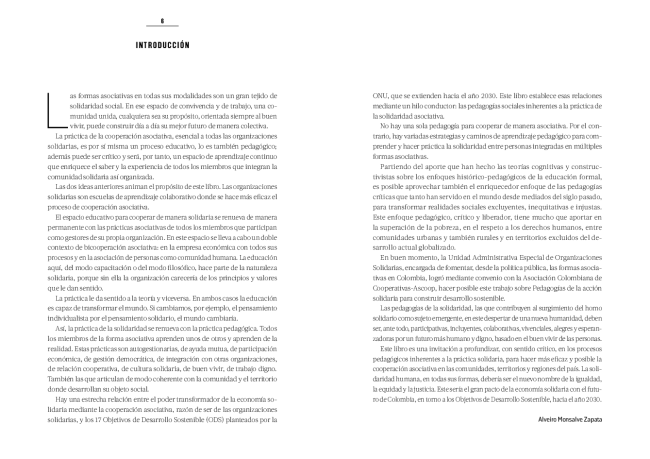 6
INTRODUCCIÓN
Las formas asociativas en todas sus modalidades son un gran tejido de
solidaridad social. En ese espacio de convivencia y de trabajo, una co-
munidad unida, cualquiera sea su propósito, orientada siempre al buen
vivir, puede construir día a día su mejor futuro de manera colectiva.
La práctica de la cooperación asociativa, esencial a todas las organizaciones
solidarias, es por sí misma un proceso educativo, lo es también pedagógico;
además puede ser crítico y será, por tanto, un espacio de aprendizaje continuo
que enriquece el saber y la experiencia de todos los miembros que integran la
comunidad solidaria así organizada.
Las dos ideas anteriores animan el propósito de este libro. Las organizaciones
solidarias son escuelas de aprendizaje colaborativo donde se hace más eficaz el
proceso de cooperación asociativa.
El espacio educativo para cooperar de manera solidaria se renueva de manera
permanente con las prácticas asociativas de todos los miembros que participan
como gestores de su propia organización. En este espacio se lleva a cabo un doble
contexto de bicooperación asociativa: en la empresa económica con todos sus
procesos y en la asociación de personas como comunidad humana. La educación
aquí, del modo capacitación o del modo filosófico, hace parte de la naturaleza
solidaria, porque sin ella la organización carecería de los principios y valores
que le dan sentido.
La práctica le da sentido a la teoría y viceversa. En ambos casos la educación
es capaz de transformar el mundo. Si cambiamos, por ejemplo, el pensamiento
individualista por el pensamiento solidario, el mundo cambiaría.
Así, la práctica de la solidaridad se renueva con la práctica pedagógica. Todos
los miembros de la forma asociativa aprenden unos de otros y aprenden de la
realidad. Estas prácticas son autogestionarias, de ayuda mutua, de participación
económica, de gestión democrática, de integración con otras organizaciones,
de relación cooperativa, de cultura solidaria, de buen vivir, de trabajo digno.
También las que articulan de modo coherente con la comunidad y el territorio
donde desarrollan su objeto social.
Hay una estrecha relación entre el poder transformador de la economía so-
lidaria mediante la cooperación asociativa, razón de ser de las organizaciones
solidarias, y los 17 Objetivos de Desarrollo Sostenible (ODS) planteados por la
ONU, que se extienden hacia el año 2030. Este libro establece esas relaciones
mediante un hilo conductor: las pedagogías sociales inherentes a la práctica de
la solidaridad asociativa.
No hay una sola pedagogía para cooperar de manera asociativa. Por el con-
trario, hay variadas estrategias y caminos de aprendizaje pedagógico para com-
prender y hacer práctica la solidaridad entre personas integradas en múltiples
formas asociativas.
Partiendo del aporte que han hecho las teorías cognitivas y construc-
tivistas sobre los enfoques histórico-pedagógicos de la educación formal,
es posible aprovechar también el enriquecedor enfoque de las pedagogías
críticas que tanto han servido en el mundo desde mediados del siglo pasado,
para transformar realidades sociales excluyentes, inequitativas e injustas.
Este enfoque pedagógico, crítico y liberador, tiene mucho que aportar en
la superación de la pobreza, en el respeto a los derechos humanos, entre
comunidades urbanas y también rurales y en territorios excluidos del de-
sarrollo actual globalizado.
En buen momento, la Unidad Administrativa Especial de Organizaciones
Solidarias, encargada de fomentar, desde la política pública, las formas asocia-
tivas en Colombia, logró mediante convenio con la Asociación Colombiana de
Cooperativas-Ascoop, hacer posible este trabajo sobre Pedagogías de la acción
solidaria para construir desarrollo sostenible.
Las pedagogías de la solidaridad, las que contribuyen al surgimiento del homo
solidario como sujeto emergente, en este despertar de una nueva humanidad, deben
ser, ante todo, participativas, incluyentes, colaborativas, vivenciales, alegres y esperan-
zadoras por un futuro más humano y digno, basado en el buen vivir de las personas.
Este libro es una invitación a profundizar, con sentido crítico, en los procesos
pedagógicos inherentes a la práctica solidaria, para hacer más eficaz y posible la
cooperación asociativa en las comunidades, territorios y regiones del país. La soli-
daridad humana, en todas sus formas, debería ser el nuevo nombre de la igualdad,
la equidad y la justicia. Este sería el gran pacto de la economía solidaria con el futu-
ro de Colombia, en torno a los Objetivos de Desarrollo Sostenible, hacia el año 2030.
Alveiro Monsalve Zapata